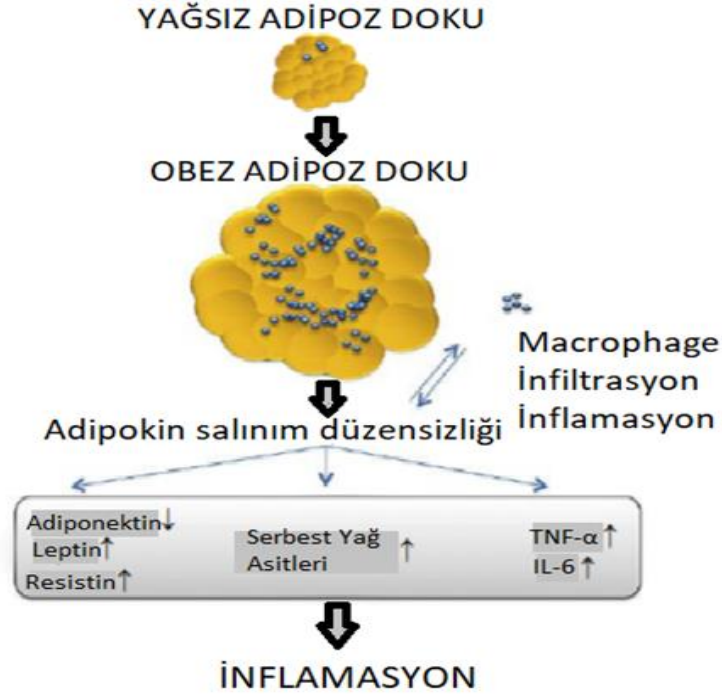 YAĞSIZ ADİPOZ DOKU
OBEZ ADİPOZ DOKU
Macrophage
İnfiltrasyon
İnflamasyon
Adipokin salınım düzensizliği
Adiponektin↓
Leptin↑
Resistin↑
Serbest Yağ
Asitleri ↑
TNF-α↑
IL-6↑
İNFLAMASYON